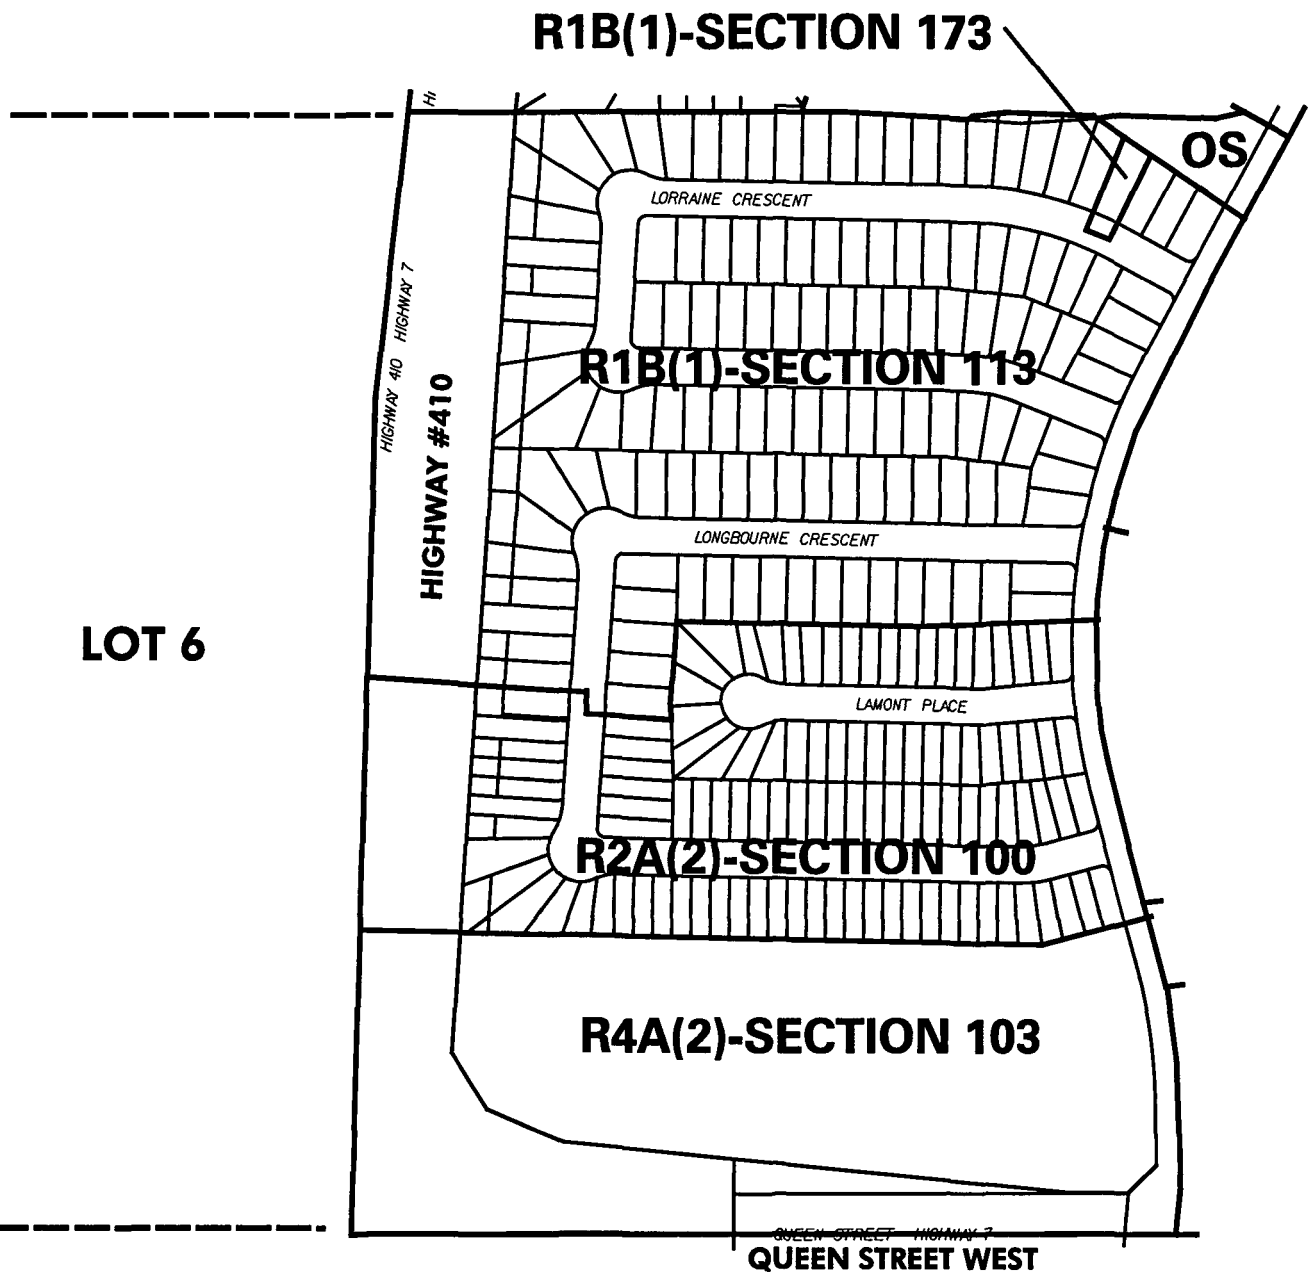 R1B(1)-SECTION 173
HI
OS
LORRAINE CRESCENT
HIGHWAY 410 HIGHWAY 7
R1B(1)-SECTION 113
HIGHWAY #410
LONGBOURNE CRESCENT
LOT 6
LAMONT PLACE
R2A(2)-SECTION 100
R4A(2)-SECTION 103
QUEEN STREET HIGHWAY 7
QUEEN STREET WEST